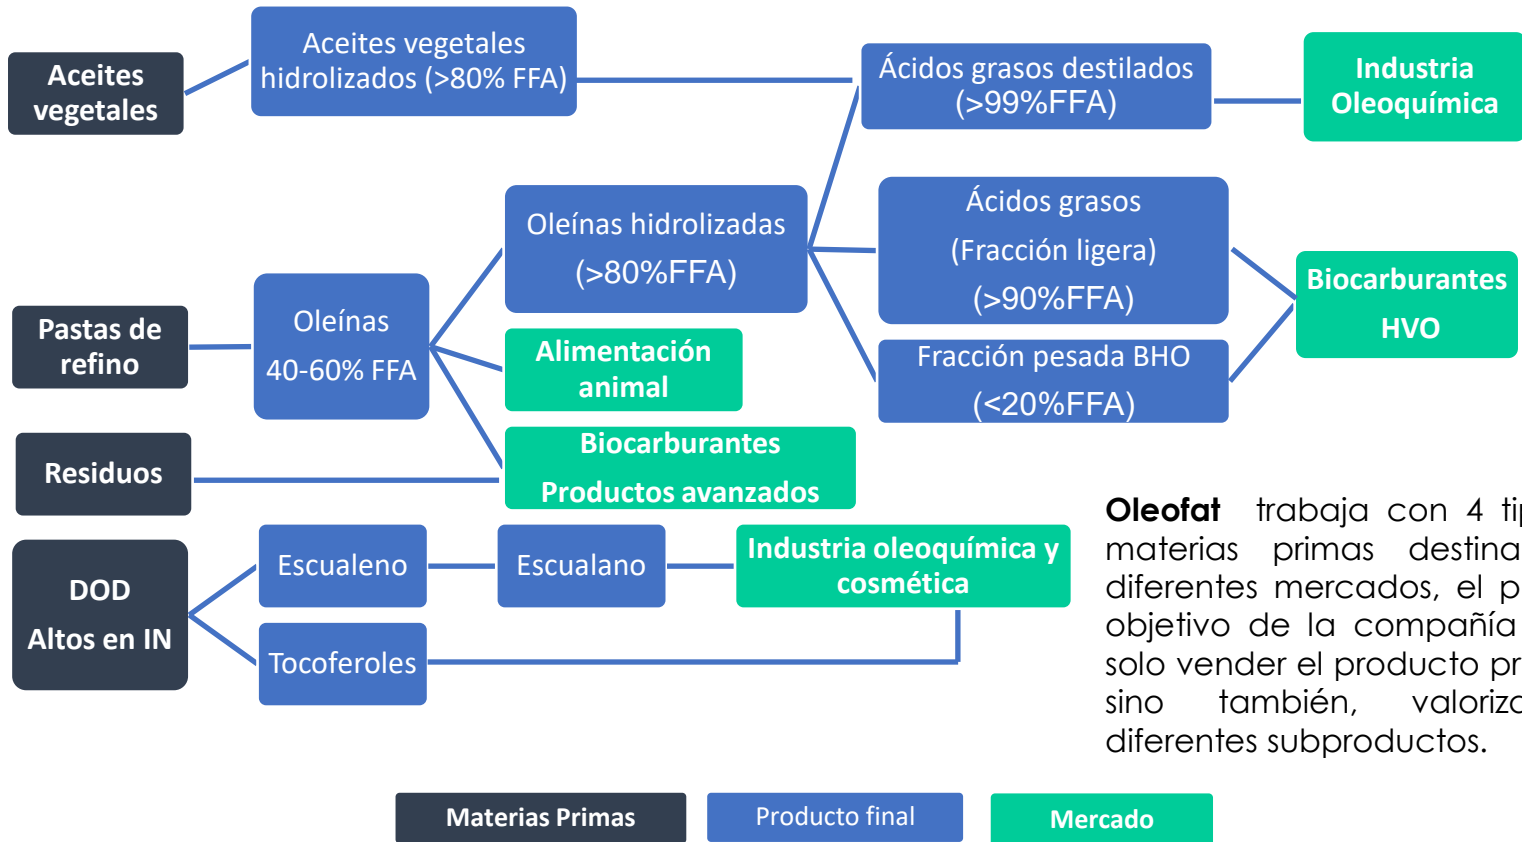 Aceites
vegetales
Aceites vegetales
hidrolizados (>80% FFA)
Ácidos grasos destilados
(>99%FFA)
Industria
Oleoquímica
Pastas de
refino
Oleínas
40-60% FFA
Oleínas hidrolizadas
(>80%FFA)
Ácidos grasos
(Fracción ligera)
(>90%FFA)
Biocarburantes
HVO
Alimentación
animal
Fracción pesada BHO
(<20%FFA)
Residuos
Biocarburantes
Productos avanzados
DOD
Altos en IN
Escualeno
Escualano
Industria oleoquímica y
cosmética
Tocoferoles
Oleofat trabaja con 4
materias primas
diferentes mercados, el
objetivo de la compañía
solo vender el producto
sino también,
diferentes subproductos.
Materias Primas
Producto final
Mercado